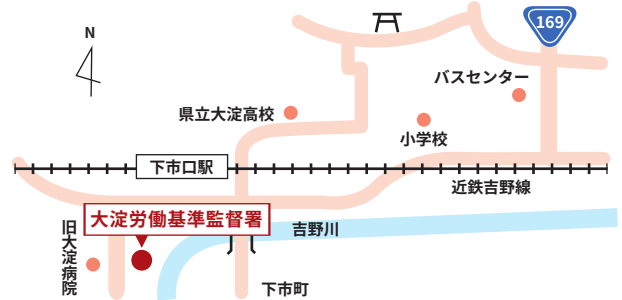 169
N
バスセンター
県立大淀高校
小学校
下市口駅
近鉄吉野線
大淀労働基準監督署
吉野川
旧大淀病院
下市町